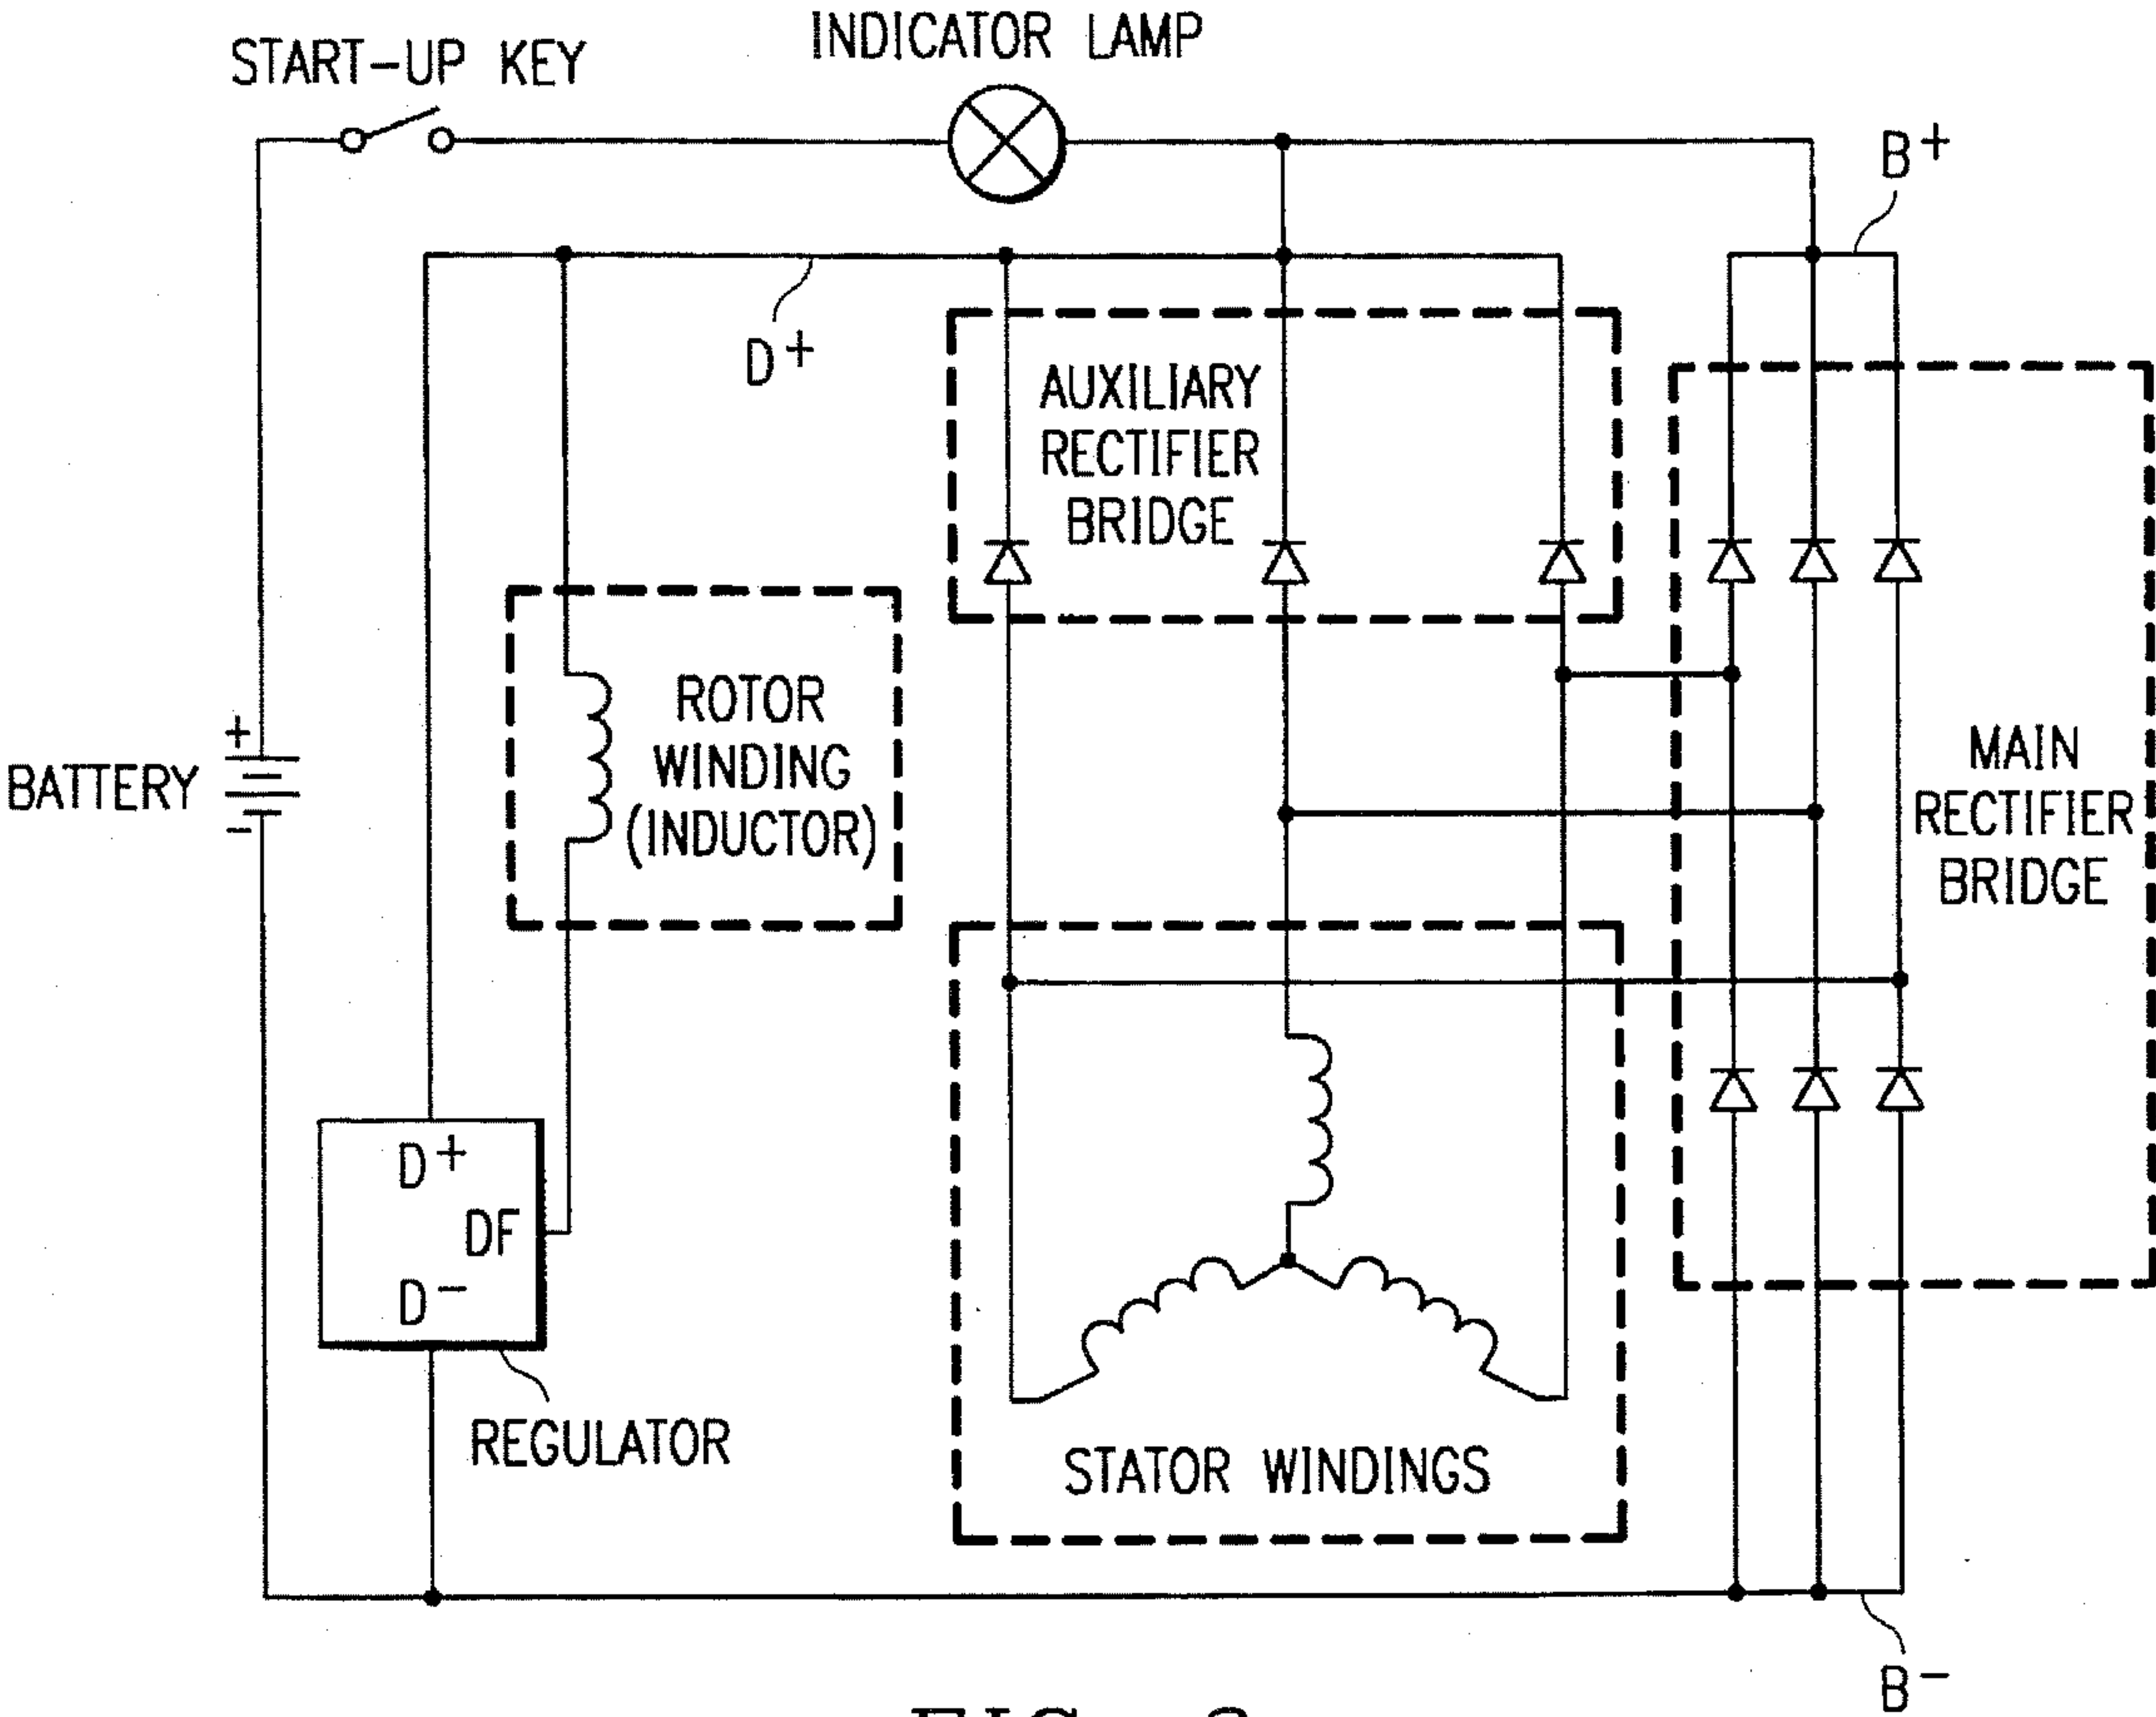 INDICATOR LAMP
START-UP KEY
B+
D+
AUXILIARY
RECTIFIER
BRIDGE
ROTOR
WINDING
(INDUCTOR)
+
BATTERY
-
MAIN
RECTIFIER
BRIDGE
D+
DF
D-
REGULATOR
STATOR WINDINGS
B-